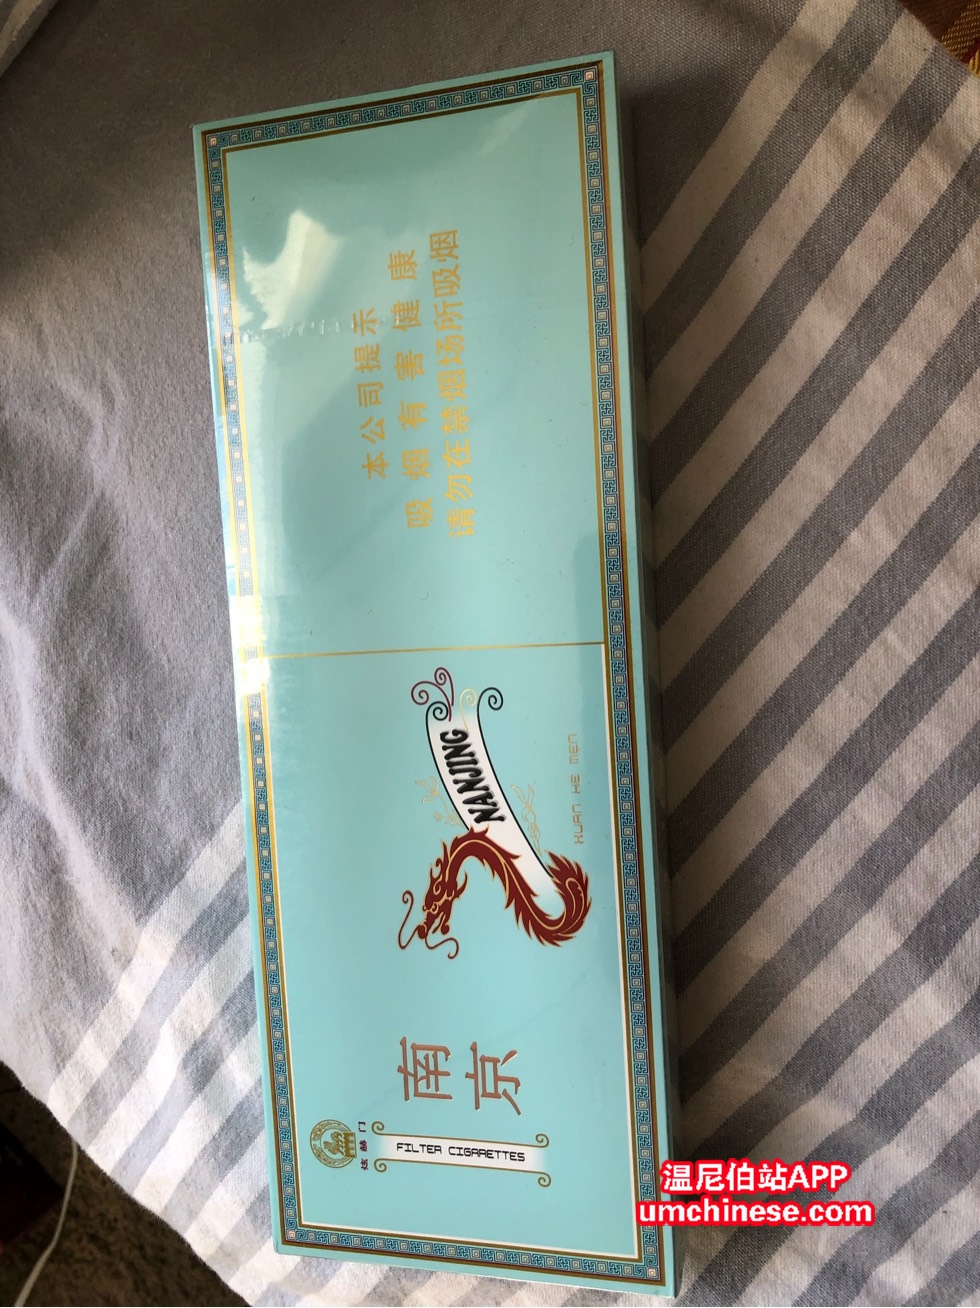 本公司提示
吸烟有害健康
请勿在禁烟场所吸烟
NANJING
XUAN HE MEN
南京
炫赫门
FILTER CIGARETTES
温尼伯站APP
umchinese.com